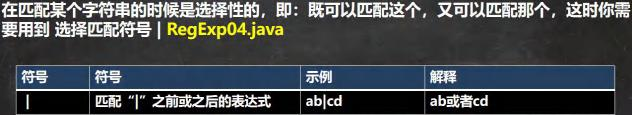 在匹配某个字符串的时候是选择性的，即：既可以匹配这个，又可以匹配那个，这时你需
要用到 选择匹配符号 | RegExp04.java
符号 符号 示例 解释
| 匹配“|”之前或之后的表达式 ab|cd ab或者cd